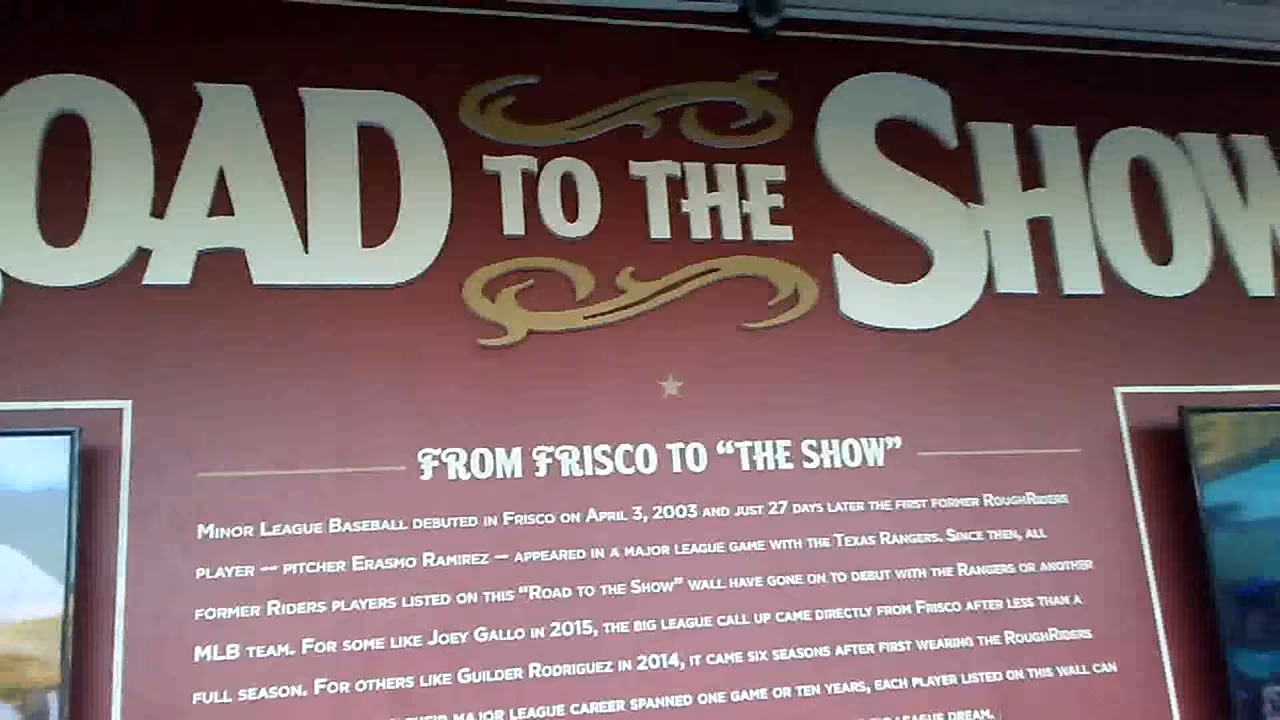 ROAD TO THE SHOW
FROM FRISCO TO "THE SHOW"
MINOR LEAGUE BASEBALL DEBUTED IN FRISCO ON APRIL 3, 2003 AND JUST 27 DAYS LATER THE FIRST FORMER ROUGHRIDERS
PLAYER -- PITCHER ERASMO RAMIREZ — APPEARED IN A MAJOR LEAGUE GAME WITH THE TEXAS RANGERS. SINCE THEN, ALL
FORMER RIDERS PLAYERS LISTED ON THIS "ROAD TO THE SHOW" WALL HAVE GONE ON TO DEBUT WITH THE RANGERS OR ANOTHER
MLB TEAM. FOR SOME LIKE JOEY GALLO IN 2015, THE BIG LEAGUE CALL UP CAME DIRECTLY FROM FRISCO AFTER LESS THAN A
FULL SEASON. FOR OTHERS LIKE GUILDER RODRIGUEZ IN 2014, IT CAME SIX SEASONS AFTER FIRST WEARING THE ROUGHRIDERS
THEIR MAJOR LEAGUE CAREER SPANNED ONE GAME OR TEN YEARS, EACH PLAYER LISTED ON THIS WALL CAN
LEAGUE DREAM.